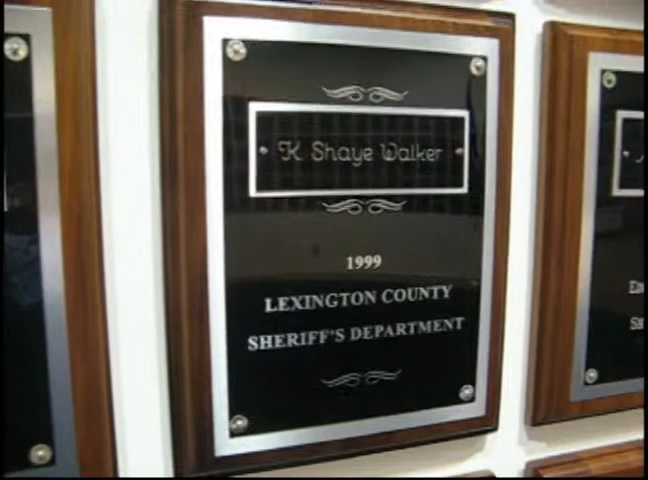 K Shaye Walker
1999
LEXINGTON COUNTY
SHERIFF'S DEPARTMENT